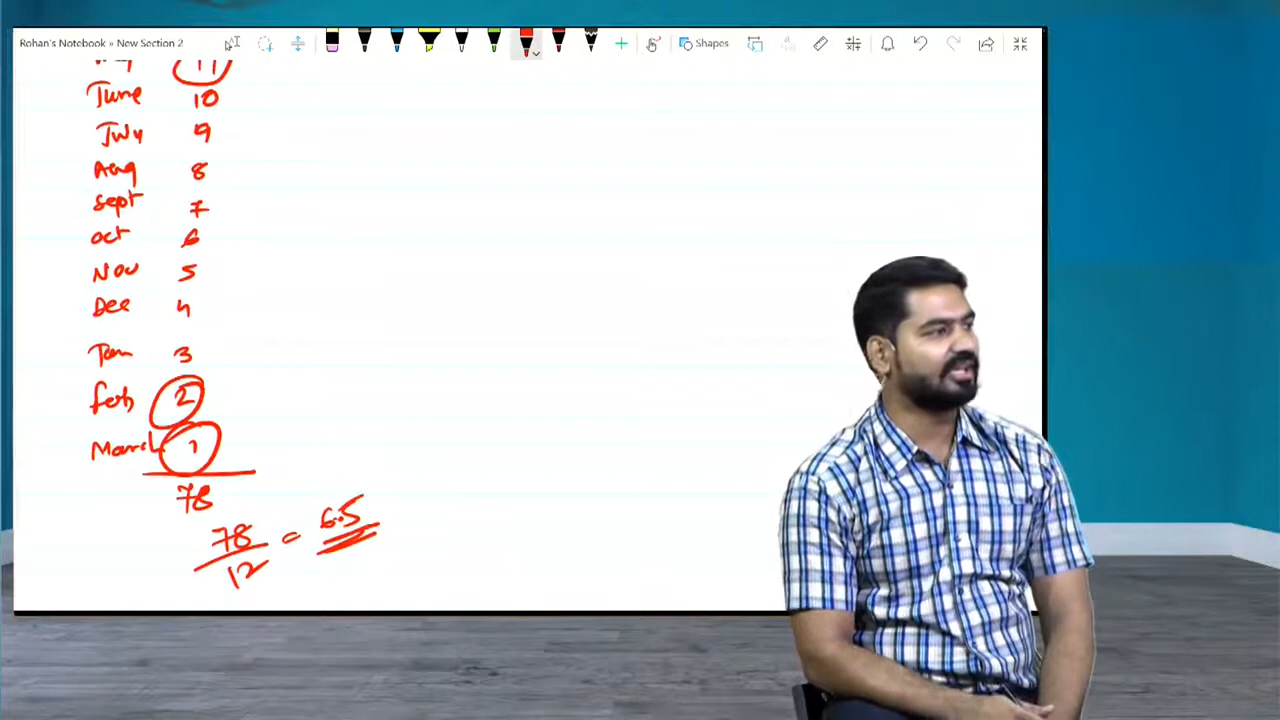 Rohan's Notebook » New Section 2
Shapes
11
June 10
July 9
Aug 8
Sept 7
Oct 6
Nov 5
Dec 4
Jan 3
Feb 2
March 1
78
78
12
= 6.5